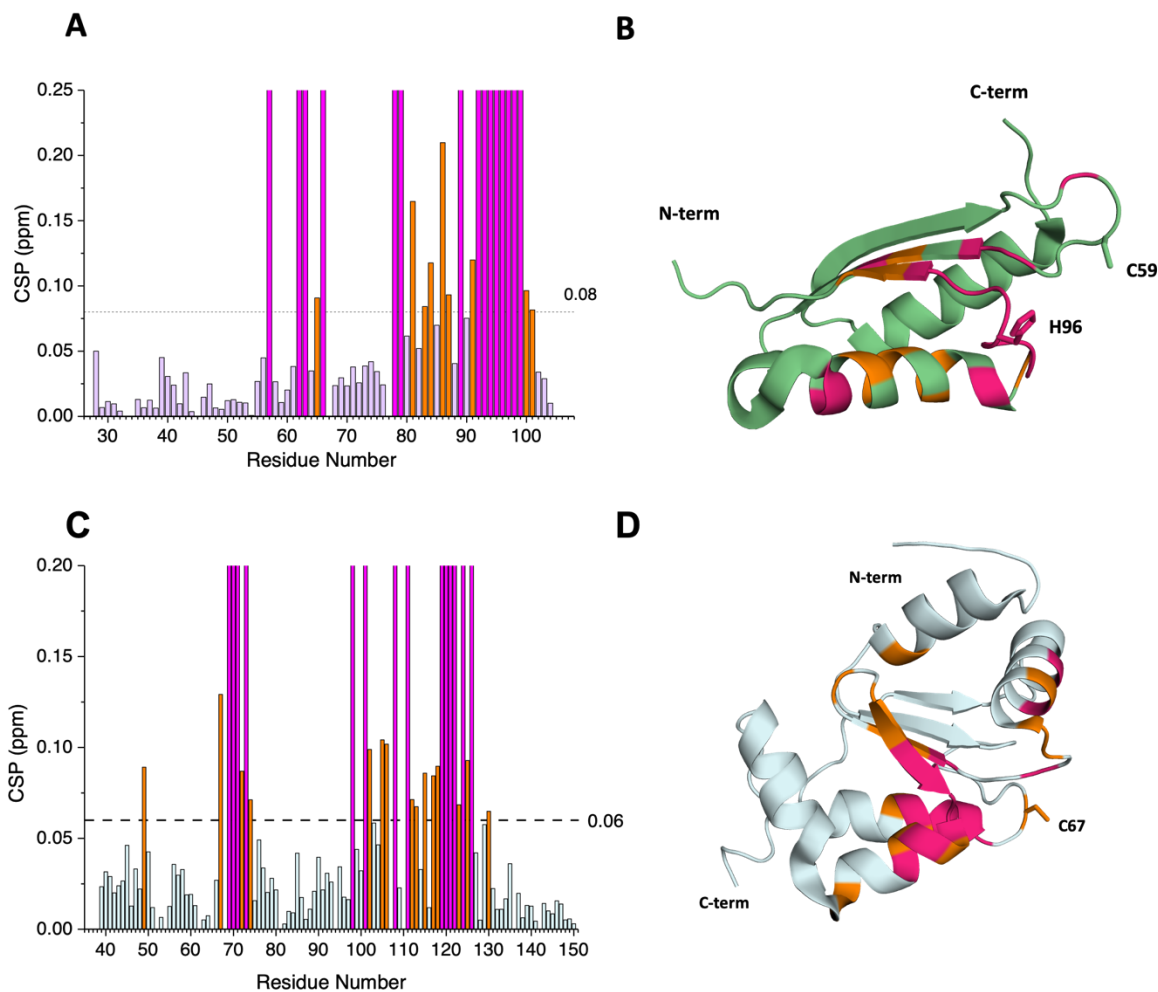 A
CSP (ppm)
0.25
0.20
0.15
0.10
0.05
0.00
0.08
30 40 50 60 70 80 90 100
Residue Number
B
C-term
N-term
C59
H96
C
CSP (ppm)
0.20
0.15
0.10
0.05
0.00
0.06
40 50 60 70 80 90 100 110 120 130 140 150
Residue Number
D
N-term
C67
C-term